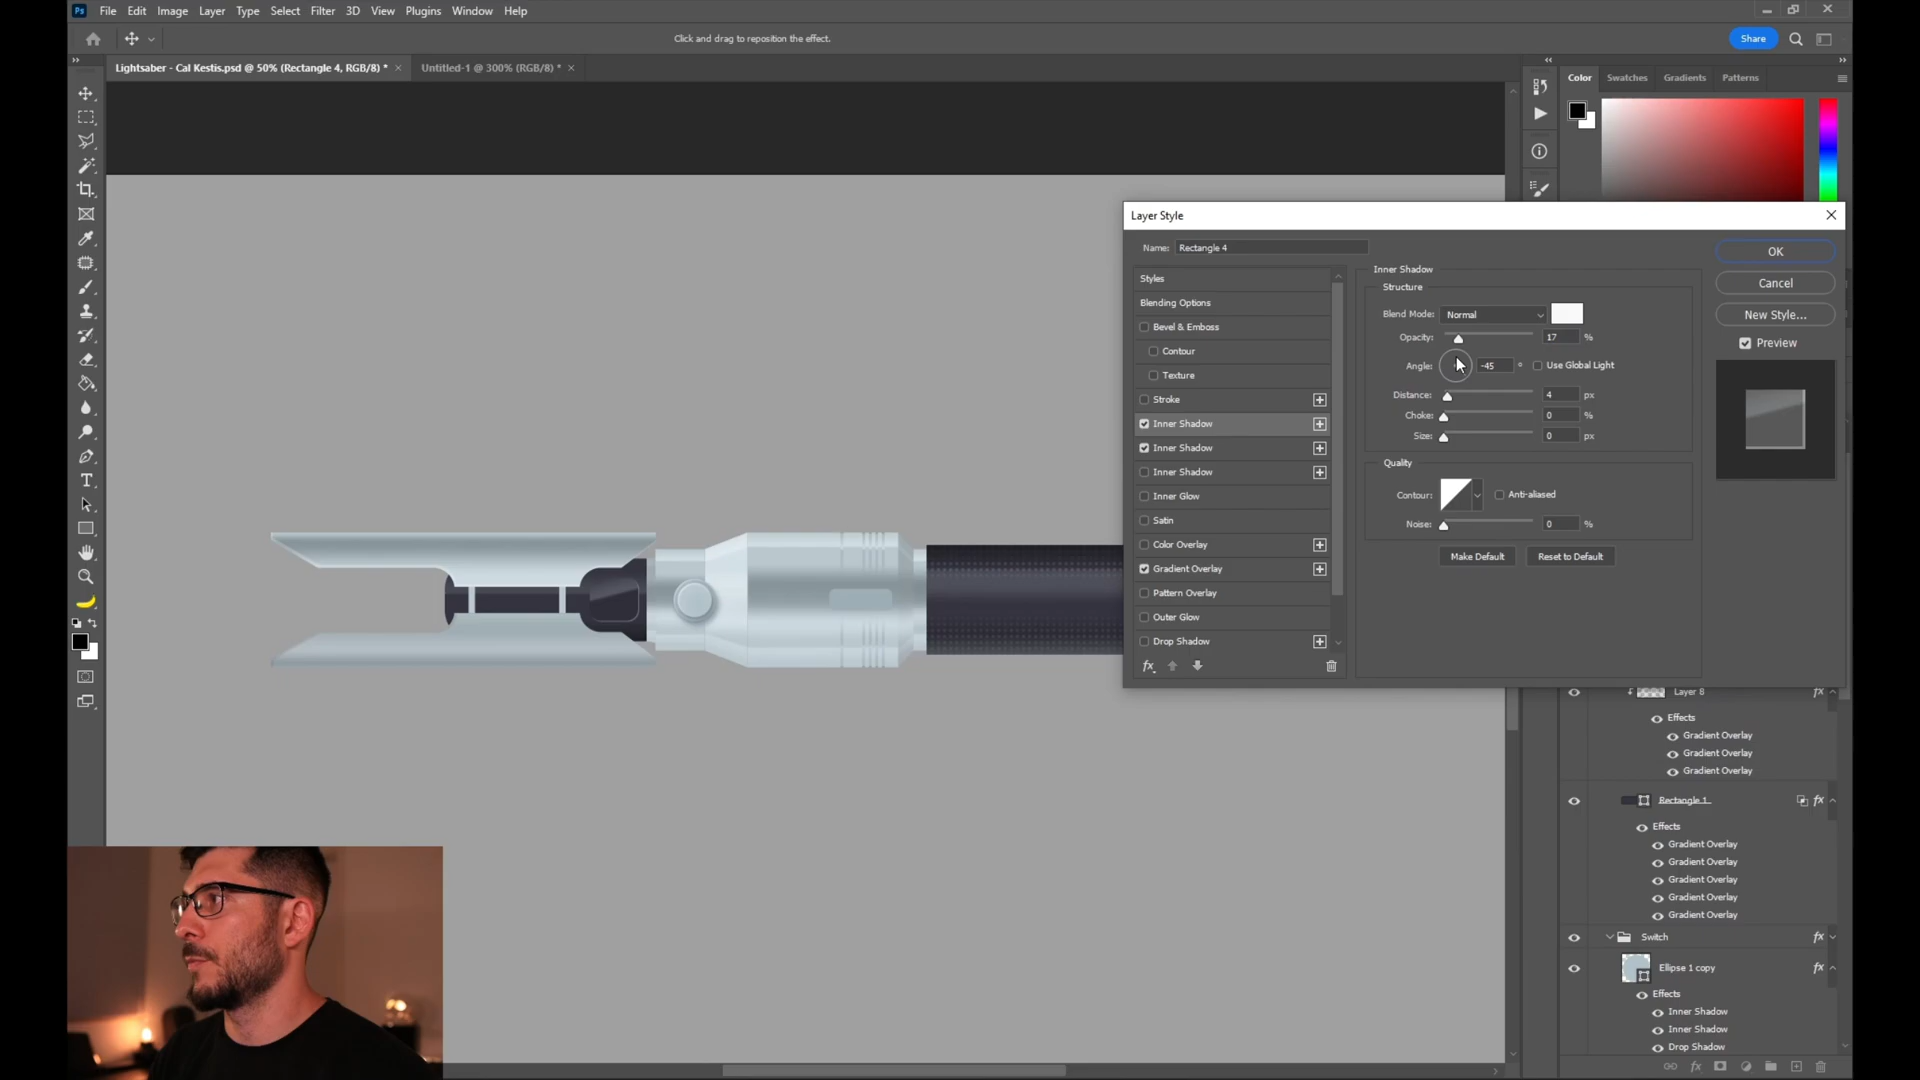 Ps File Edit Image Layer Type Select Filter 3D View Plugins Window Help
Click and drag to reposition the effect.
Share
Lightsaber - Cal Kestis.psd @ 50% (Rectangle 4, RGB/8) *
Untitled-1 @ 300% (RGB/8) *
Color Swatches Gradients Patterns
Layer Style
Name: Rectangle 4
Styles
Blending Options
Bevel & Emboss
Contour
Texture
Stroke
Inner Shadow
Inner Shadow
Inner Shadow
Inner Glow
Satin
Color Overlay
Gradient Overlay
Pattern Overlay
Outer Glow
Drop Shadow
fx
Inner Shadow
Structure
Blend Mode: Normal
Opacity: 17 %
Angle: -45 ° Use Global Light
Distance: 4 px
Choke: 0 %
Size: 0 px
Quality
Contour: Anti-aliased
Noise: 0 %
Make Default Reset to Default
OK
Cancel
New Style...
Preview
Layer 8 fx
Effects
Gradient Overlay
Gradient Overlay
Gradient Overlay
Rectangle 1 fx
Effects
Gradient Overlay
Gradient Overlay
Gradient Overlay
Gradient Overlay
Gradient Overlay
Switch fx
Ellipse 1 copy fx
Effects
Inner Shadow
Inner Shadow
Drop Shadow
fx